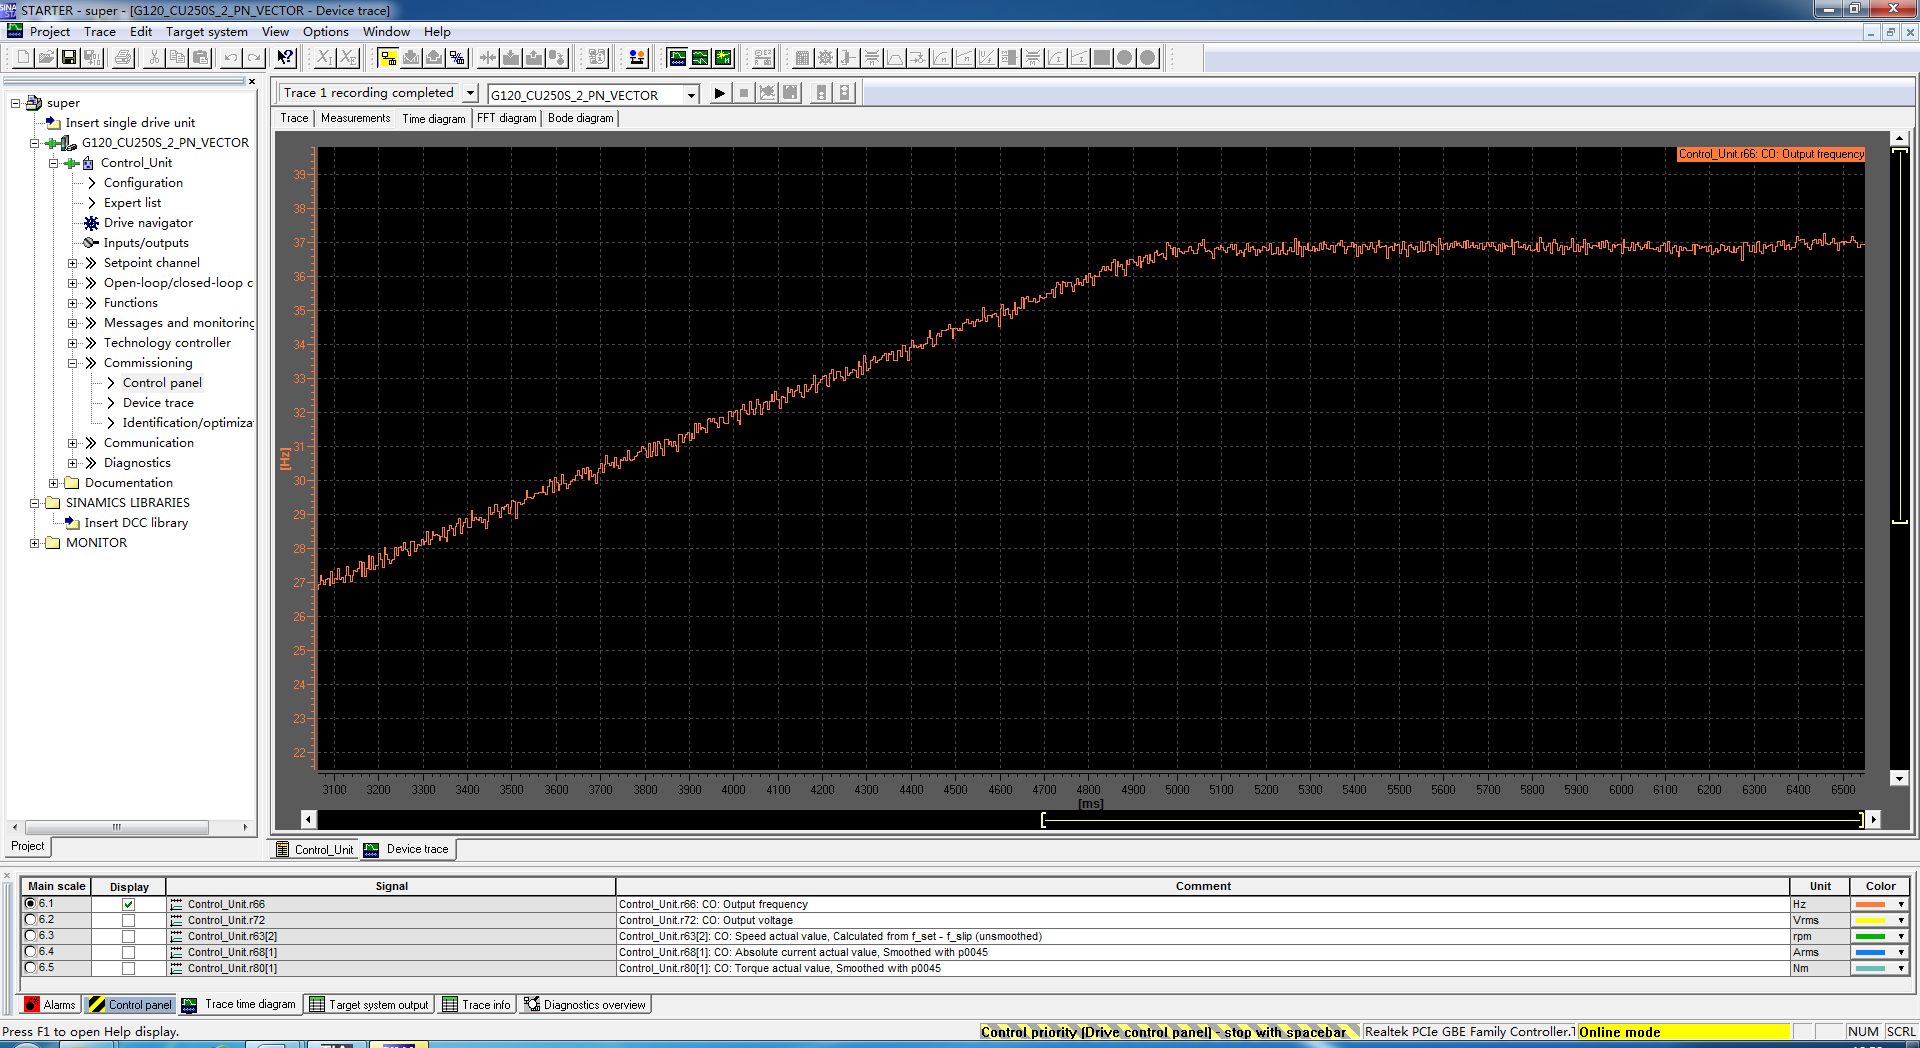 STARTER - super - [G120_CU250S_2_PN_VECTOR - Device trace]
Project Trace Edit Target system View Options Window Help
Trace 1 recording completed G120_CU250S_2_PN_VECTOR
Trace Measurements Time diagram FFT diagram Bode diagram
super
Insert single drive unit
G120_CU250S_2_PN_VECTOR
Control_Unit
Configuration
Expert list
Drive navigator
Inputs/outputs
Setpoint channel
Open-loop/closed-loop c
Functions
Messages and monitoring
Technology controller
Commissioning
Control panel
Device trace
Identification/optimiza
Communication
Diagnostics
Documentation
SINAMICS LIBRARIES
Insert DCC library
MONITOR
Project
Control_Unit.r66: CO: Output frequency
39
38
37
36
35
34
33
32
31
30
29
28
27
26
25
24
23
22
[Hz]
3100 3200 3300 3400 3500 3600 3700 3800 3900 4000 4100 4200 4300 4400 4500 4600 4700 4800 4900 5000 5100 5200 5300 5400 5500 5600 5700 5800 5900 6000 6100 6200 6300 6400 6500
[ms]
Control_Unit Device trace
Main scale Display Signal Comment Unit Color
6.1 Control_Unit.r66 Control_Unit.r66: CO: Output frequency Hz
6.2 Control_Unit.r72 Control_Unit.r72: CO: Output voltage Vrms
6.3 Control_Unit.r63[2] Control_Unit.r63[2]: CO: Speed actual value, Calculated from f_set - f_slip (unsmoothed) rpm
6.4 Control_Unit.r68[1] Control_Unit.r68[1]: CO: Absolute current actual value, Smoothed with p0045 Arms
6.5 Control_Unit.r80[1] Control_Unit.r80[1]: CO: Torque actual value, Smoothed with p0045 Nm
Alarms Control panel Trace time diagram Target system output Trace info Diagnostics overview
Press F1 to open Help display. Control priority [Drive control panel] - stop with spacebar Realtek PCIe GBE Family Controller.T Online mode NUM SCRL